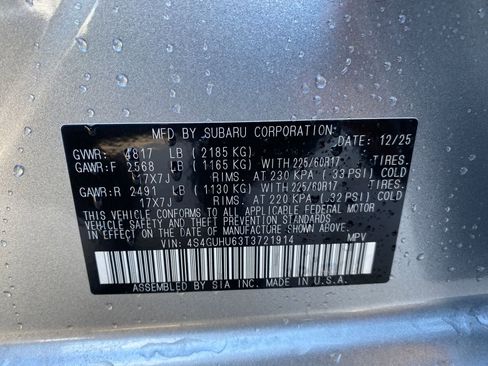 MFD BY SUBARU CORPORATION DATE: 12/25
GVWR: 4817 LB (2185 KG)
GAWR:F 2568 LB (1165 KG) WITH 225/60R17 TIRES.
17X7J RIMS. AT 230 KPA (.33 PSI) COLD
GAWR:R 2491 LB (1130 KG) WITH 225/60R17 TIRES.
17X7J RIMS. AT 220 KPA (.32 PSI) COLD
THIS VEHICLE CONFORMS TO ALL APPLICABLE FEDERAL MOTOR
VEHICLE SAFETY AND THEFT PREVENTION STANDARDS IN EFFECT
ON THE DATE OF MANUFACTURE SHOWN ABOVE.
VIN: 4S4GUHU63T3721914 MPV
ASSEMBLED BY SIA INC. MADE IN U.S.A.